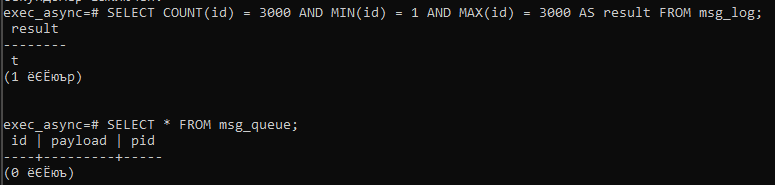 exec_async=# SELECT COUNT(id) = 3000 AND MIN(id) = 1 AND MAX(id) = 3000 AS result FROM msg_log;
result
--------
t
(1 ёЄЁюър)
exec_async=# SELECT * FROM msg_queue;
id | payload | pid
----+---------+-----
(0 ёЄЁюъ)